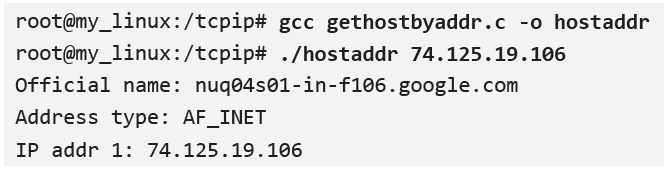 root@my_linux:/tcpip# gcc gethostbyaddr.c -o hostaddr
root@my_linux:/tcpip# ./hostaddr 74.125.19.106
Official name: nuq04s01-in-f106.google.com
Address type: AF_INET
IP addr 1: 74.125.19.106